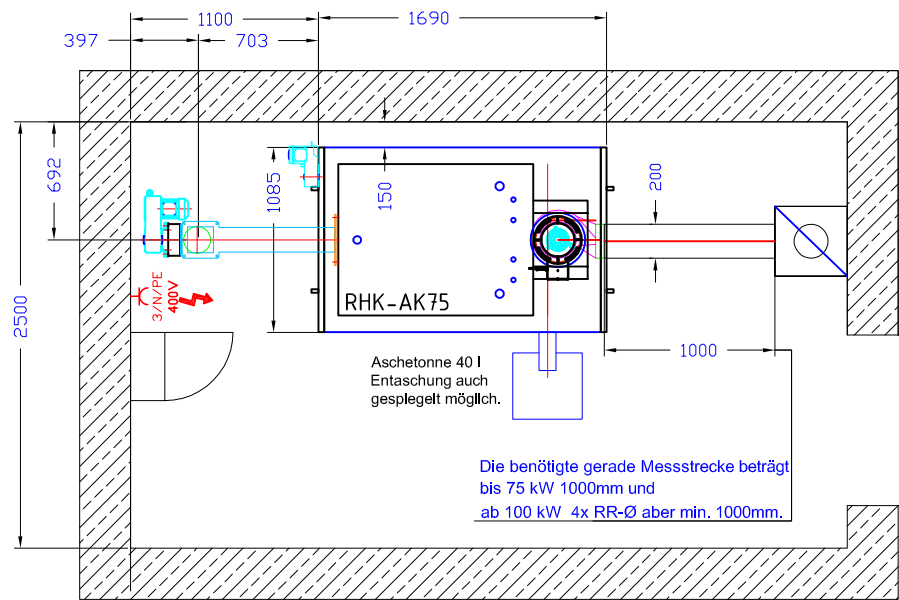 1100
1690
397
703
692
1085
150
200
2500
3/N/PE
400V
RHK-AK75
1000
Aschetonne 40 l
Entaschung auch
gespiegelt möglich.
Die benötigte gerade Messstrecke beträgt
bis 75 kW 1000mm und
ab 100 kW 4x RR-Ø aber min. 1000mm.